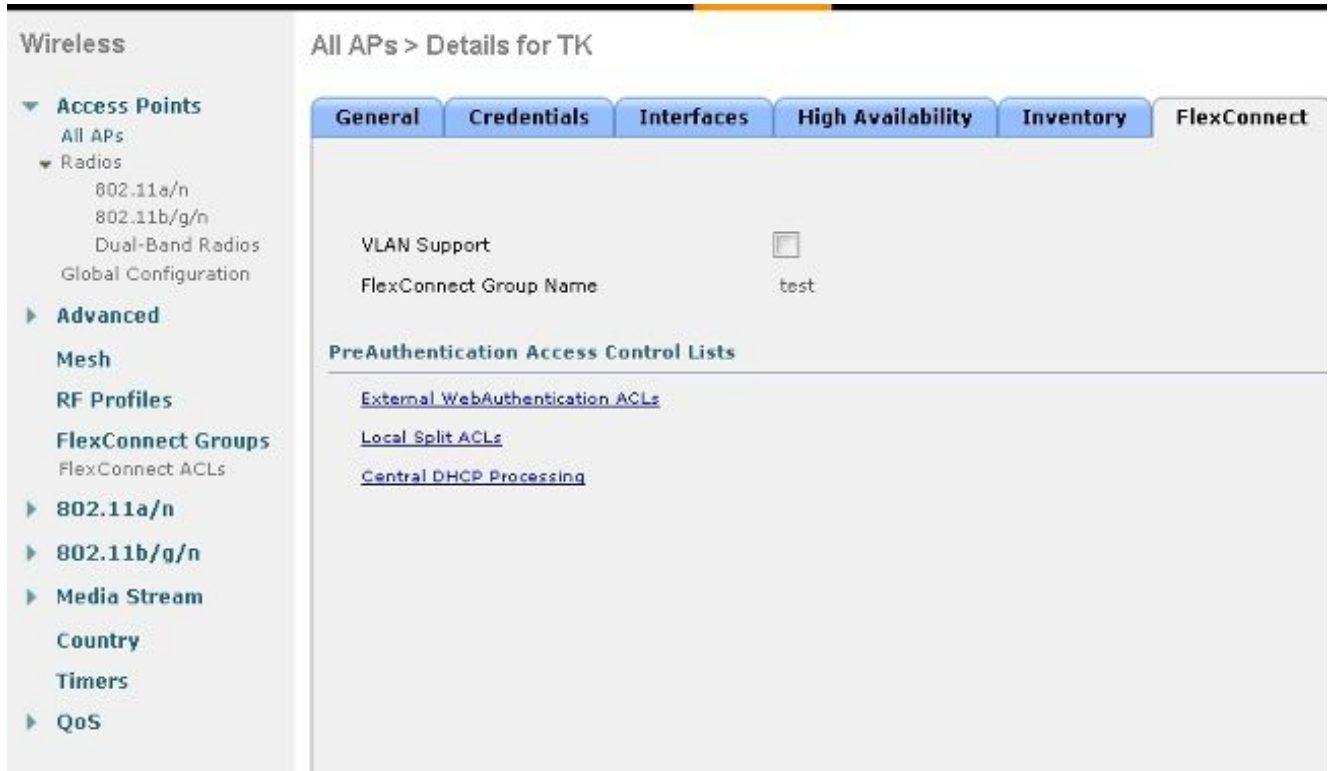 Wireless
Access Points
All APs
Radios
802.11a/n
802.11b/g/n
Dual-Band Radios
Global Configuration
Advanced
Mesh
RF Profiles
FlexConnect Groups
FlexConnect ACLs
802.11a/n
802.11b/g/n
Media Stream
Country
Timers
QoS
All APs > Details for TK
General
Credentials
Interfaces
High Availability
Inventory
FlexConnect
VLAN Support
FlexConnect Group Name test
PreAuthentication Access Control Lists
External WebAuthentication ACLs
Local Split ACLs
Central DHCP Processing